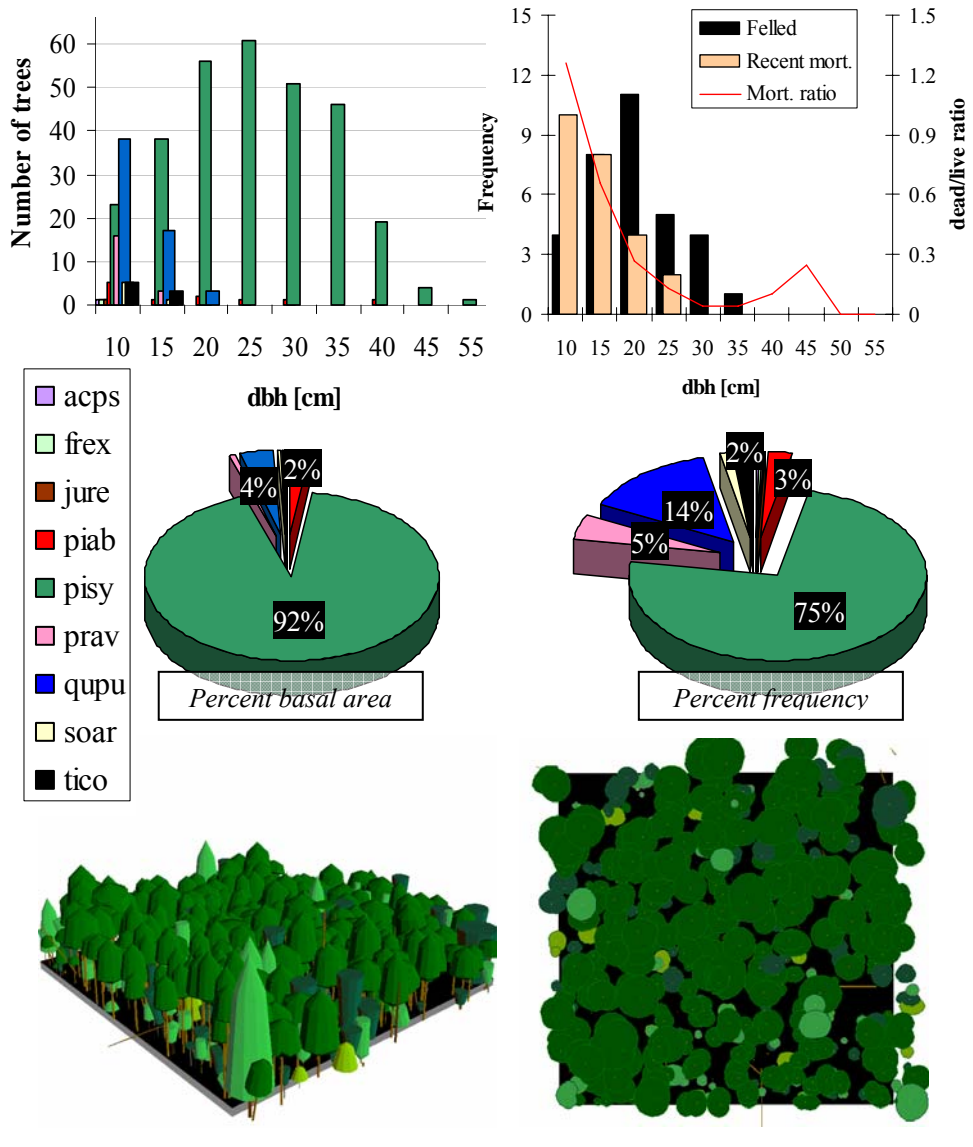 Number of trees
60
50
40
30
20
10
0
10 15 20 25 30 35 40 45 55
dbh [cm]
Frequency
15
12
9
6
3
0
Felled
Recent mort.
Mort. ratio
1.5
1.2
0.9
0.6
0.3
0
dead/live ratio
10 15 20 25 30 35 40 45 50 55
dbh [cm]
acps
frex
jure
piab
pisy
prav
qupu
soar
tico
4% 2%
92%
Percent basal area
2% 3%
14%
5%
75%
Percent frequency